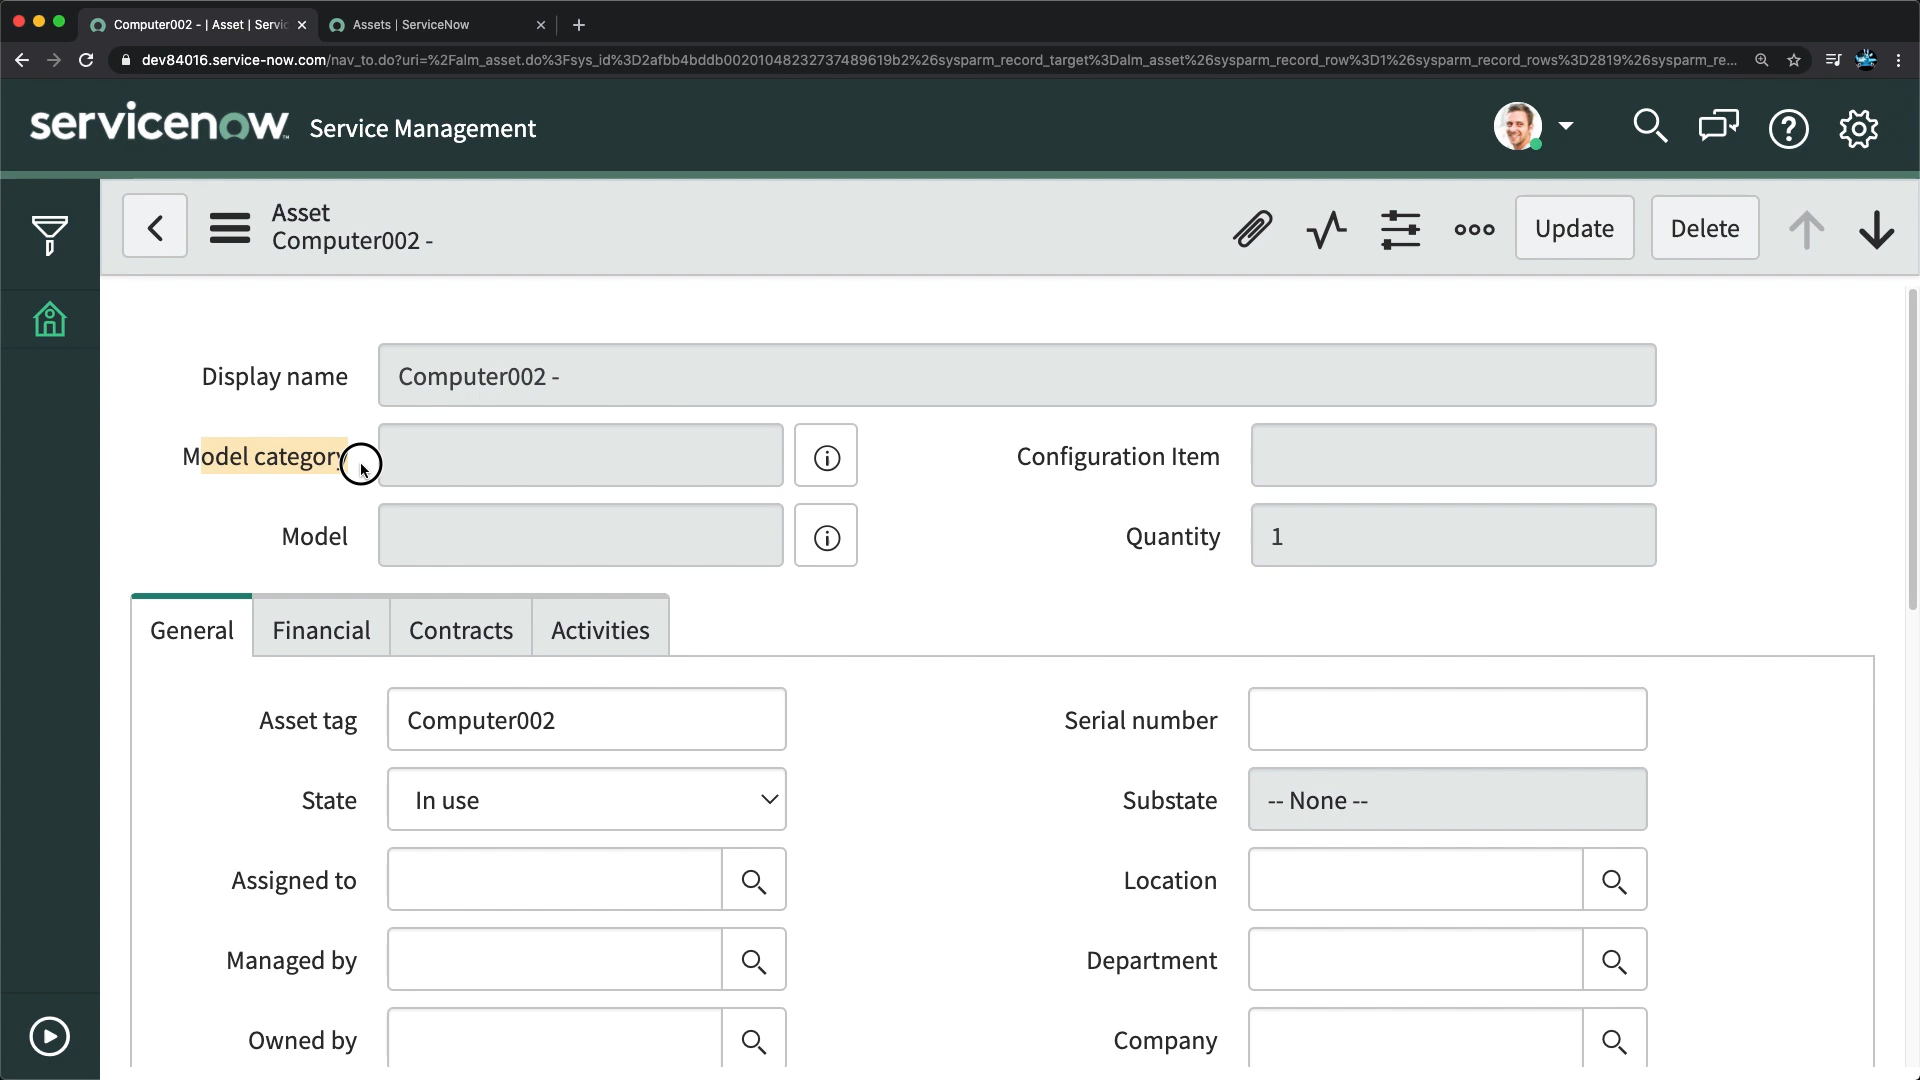 Computer002 - | Asset | Servic
Assets | ServiceNow
dev84016.service-now.com/nav_to.do?uri=%2Falm_asset.do%3Fsys_id%3D2afbb4bddb00201048232737489619b2%26sysparm_record_target%3Dalm_asset%26sysparm_record_row%3D1%26sysparm_record_rows%3D2819%26sysparm_re...
servicenow Service Management
Asset
Computer002 -
Update
Delete
Display name Computer002 -
Model category
Configuration Item
Model
Quantity 1
General Financial Contracts Activities
Asset tag Computer002
Serial number
State In use
Substate -- None --
Assigned to
Location
Managed by
Department
Owned by
Company